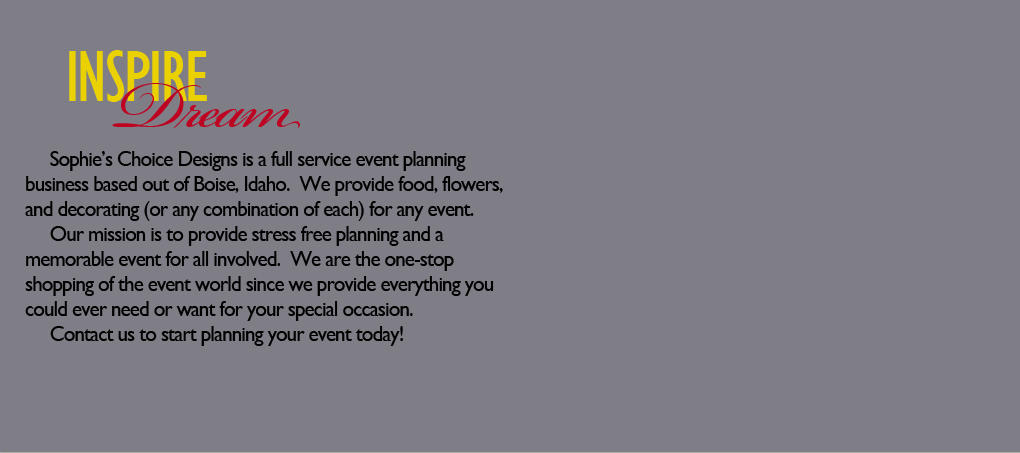 INSPIRE
Dream
Sophie’s Choice Designs is a full service event planning
business based out of Boise, Idaho.  We provide food, flowers,
and decorating (or any combination of each) for any event.
Our mission is to provide stress free planning and a
memorable event for all involved.  We are the one-stop
shopping of the event world since we provide everything you
could ever need or want for your special occasion.
Contact us to start planning your event today!